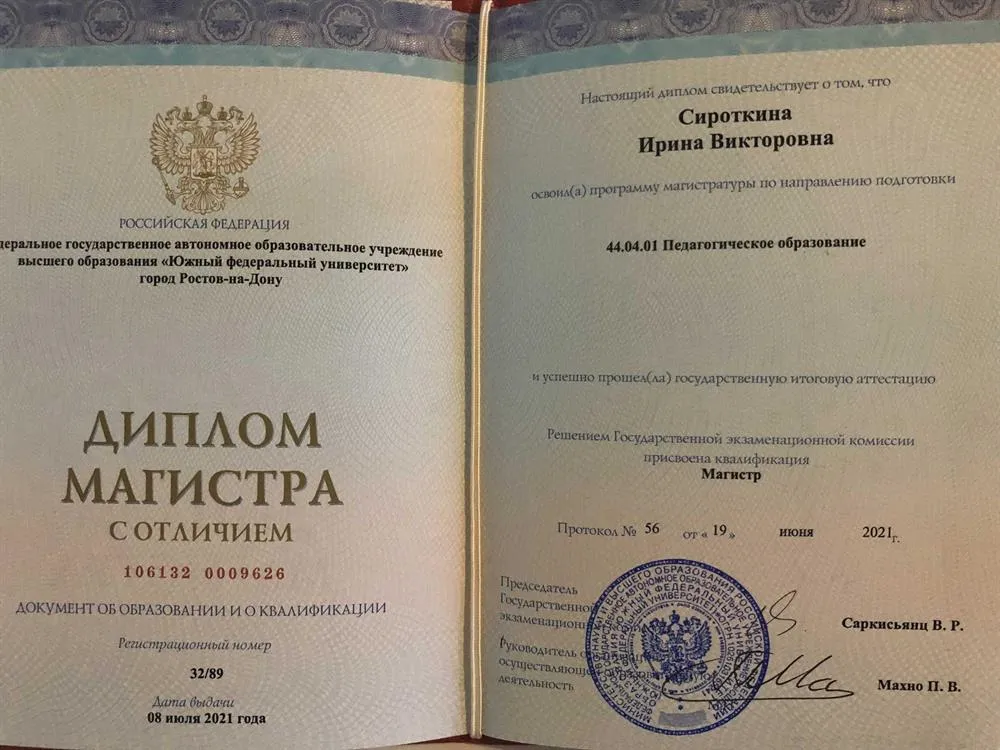 РОССИЙСКАЯ ФЕДЕРАЦИЯ
деральное государственное автономное образовательное учреждение
высшего образования «Южный федеральный университет»
город Ростов-на-Дону
ДИПЛОМ
МАГИСТРА
С ОТЛИЧИЕМ
106132 0009626
ДОКУМЕНТ ОБ ОБРАЗОВАНИИ И О КВАЛИФИКАЦИИ
Регистрационный номер
32/89
Дата выдачи
08 июля 2021 года
Настоящий диплом свидетельствует о том, что
Сироткина
Ирина Викторовна
освоил(а) программу магистратуры по направлению подготовки
44.04.01 Педагогическое образование
и успешно прошел(ла) государственную итоговую аттестацию
Решением Государственной экзаменационной комиссии
присвоена квалификация
Магистр
Протокол № 56 от « 19 » июня 2021 г.
Председатель
Государственной
экзаменационн
Саркисьянц В. Р.
Руководитель о
осуществляюще образовательную
деятельность
Махно П. В.